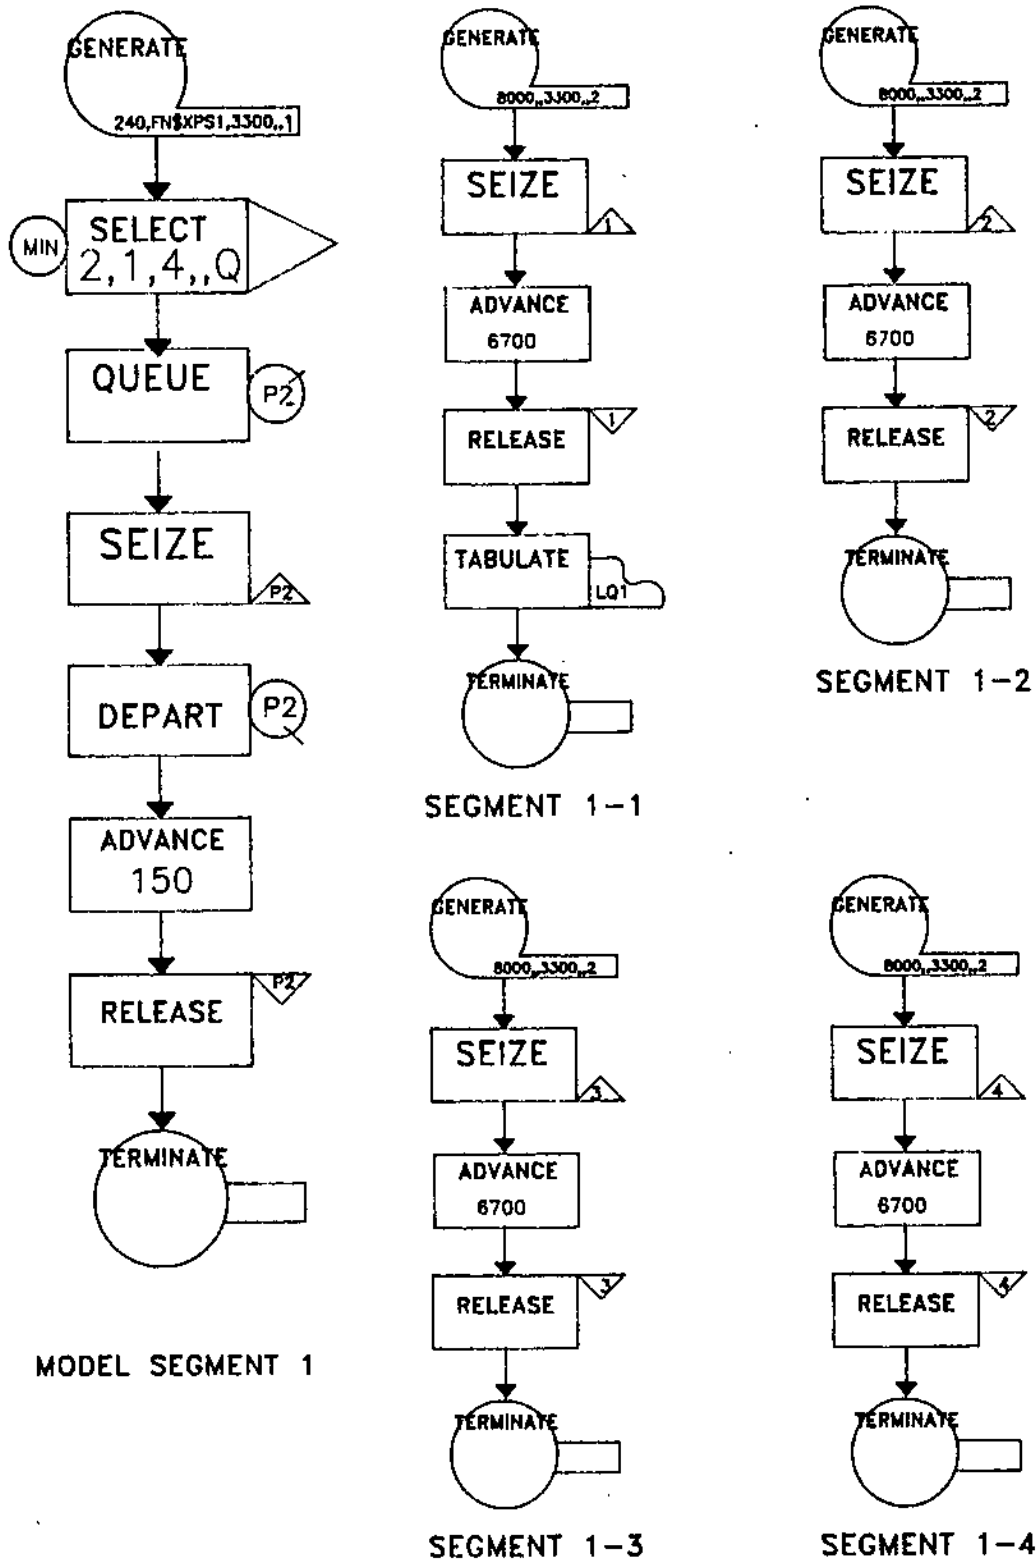 GENERATE
240,FN$XPS1,3300,,1
MIN
SELECT
2,1,4,,Q
QUEUE
P2
SEIZE
P2
DEPART
P2
ADVANCE
150
RELEASE
P2
TERMINATE
MODEL SEGMENT 1
GENERATE
8000,,3300,,2
SEIZE
1
ADVANCE
6700
RELEASE
1
TABULATE
LQ1
TERMINATE
SEGMENT 1-1
GENERATE
8000,,3300,,2
SEIZE
2
ADVANCE
6700
RELEASE
2
TERMINATE
SEGMENT 1-2
GENERATE
8000,,3300,,2
SEIZE
3
ADVANCE
6700
RELEASE
3
TERMINATE
SEGMENT 1-3
GENERATE
8000,,3300,,2
SEIZE
4
ADVANCE
6700
RELEASE
4
TERMINATE
SEGMENT 1-4